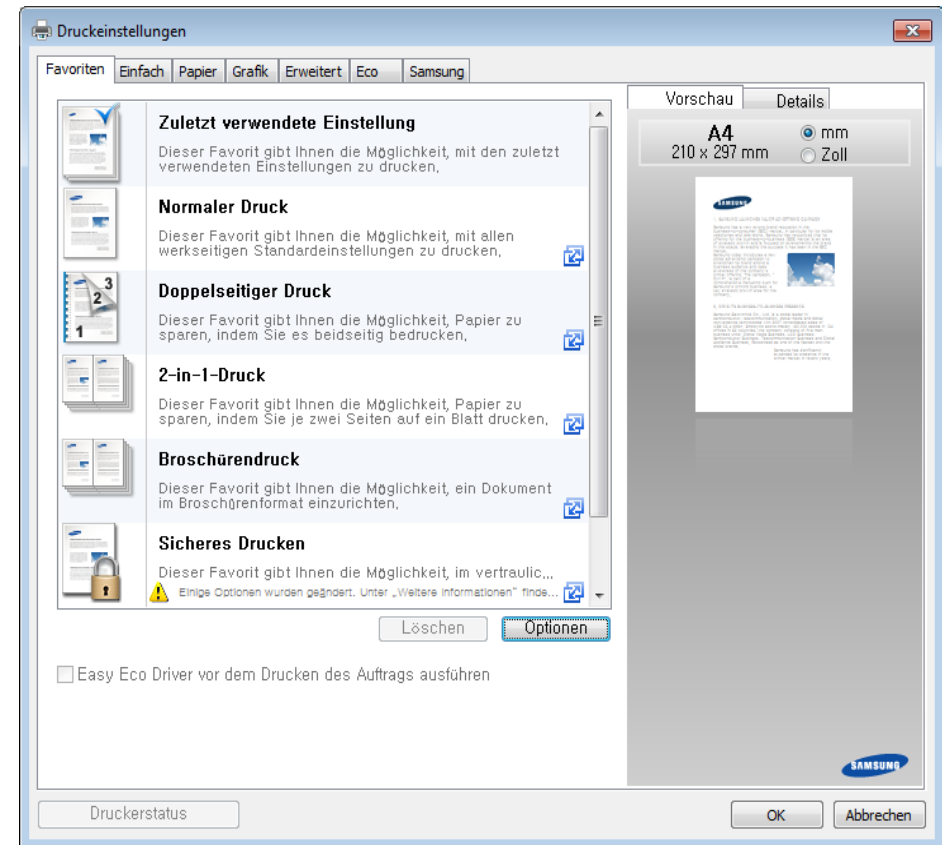 Druckeinstellungen
Favoriten Einfach Papier Grafik Erweitert Eco Samsung
Zuletzt verwendete Einstellung
Dieser Favorit gibt Ihnen die Möglichkeit, mit den zuletzt
verwendeten Einstellungen zu drucken,
Normaler Druck
Dieser Favorit gibt Ihnen die Möglichkeit, mit allen
werkseitigen Standardeinstellungen zu drucken,
Doppelseitiger Druck
Dieser Favorit gibt Ihnen die Möglichkeit, Papier zu
sparen, indem Sie es beidseitig bedrucken,
2-in-1-Druck
Dieser Favorit gibt Ihnen die Möglichkeit, Papier zu
sparen, indem Sie je zwei Seiten auf ein Blatt drucken,
Broschürendruck
Dieser Favorit gibt Ihnen die Möglichkeit, ein Dokument
im Broschürenformat einzurichten,
Sicheres Drucken
Dieser Favorit gibt Ihnen die Möglichkeit, im vertraulic,,,
Einige Optionen wurden geändert. Unter „Weitere Informationen" finde...
1 2 3
Löschen Optionen
Easy Eco Driver vor dem Drucken des Auftrags ausführen
Vorschau Details
A4 mm
210 x 297 mm Zoll
SAMSUNG
SAMSUNG
Druckerstatus OK Abbrechen